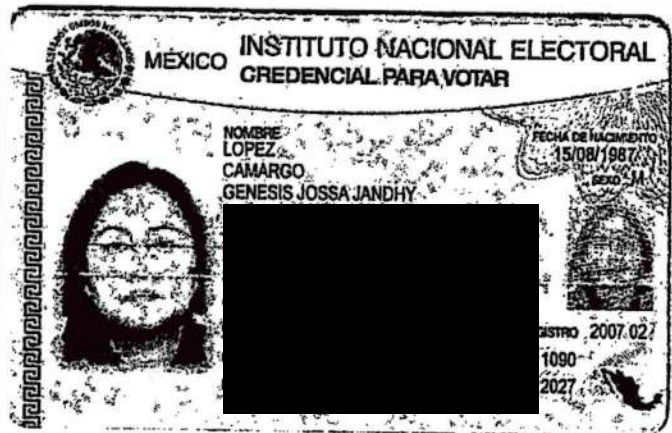 MÉXICO
INSTITUTO NACIONAL ELECTORAL
CREDENCIAL PARA VOTAR
NOMBRE
LOPEZ
CAMARGO
GENESIS JOSSA JANDHY
FECHA DE NACIMIENTO
15/08/1987
SEXO M
2007 02
1090
2027